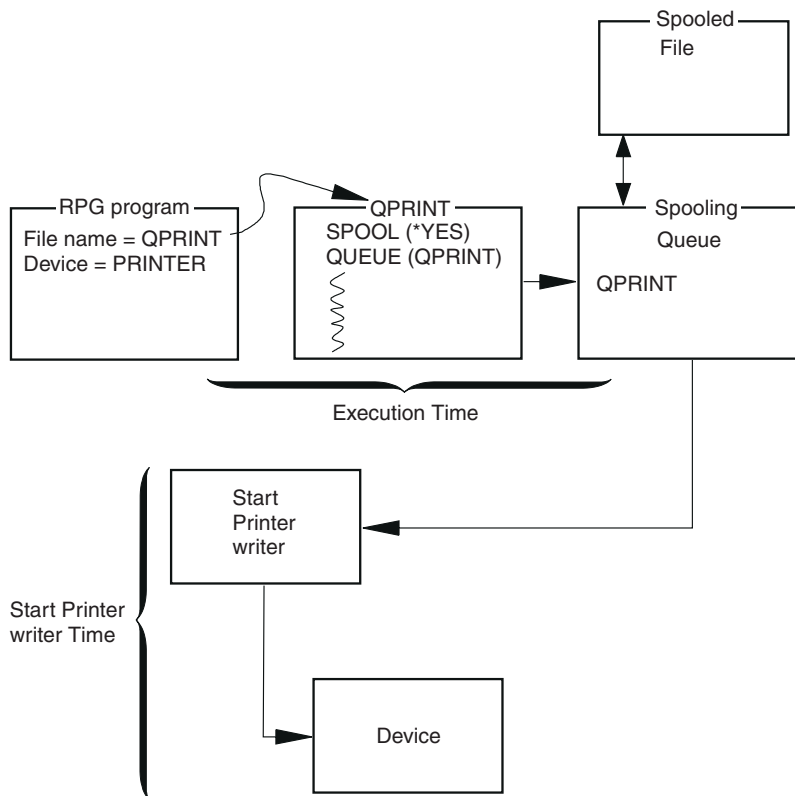 Spooled
File
RPG program
File name = QPRINT
Device = PRINTER
QPRINT
SPOOL (*YES)
QUEUE (QPRINT)
Spooling
Queue
QPRINT
Execution Time
Start
Printer
writer
Start Printer
writer Time
Device